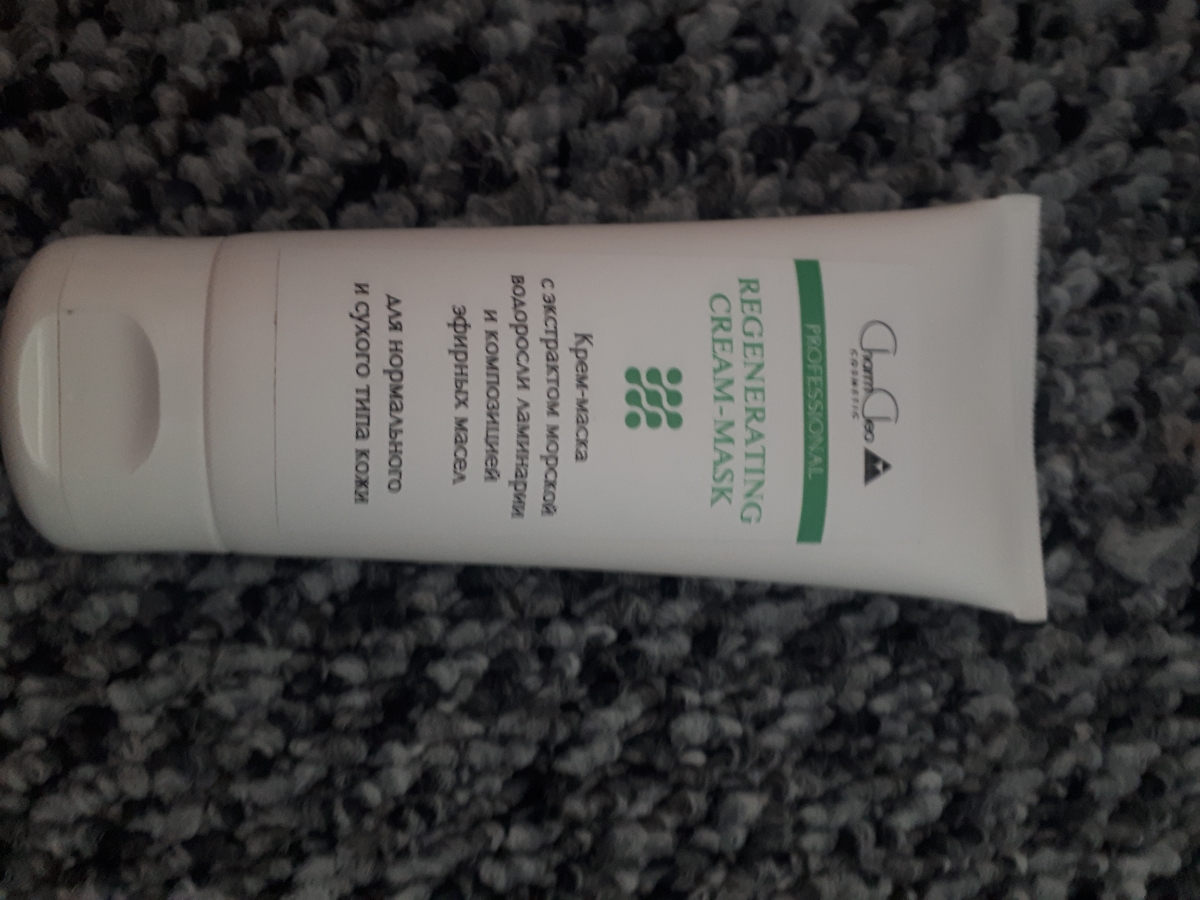 CharmCleo
COSMETIC
PROFESSIONAL
REGENERATING
CREAM-MASK
Крем-маска
с экстрактом морской
водоросли ламинарии
и композицией
эфирных масел
для нормального
и сухого типа кожи